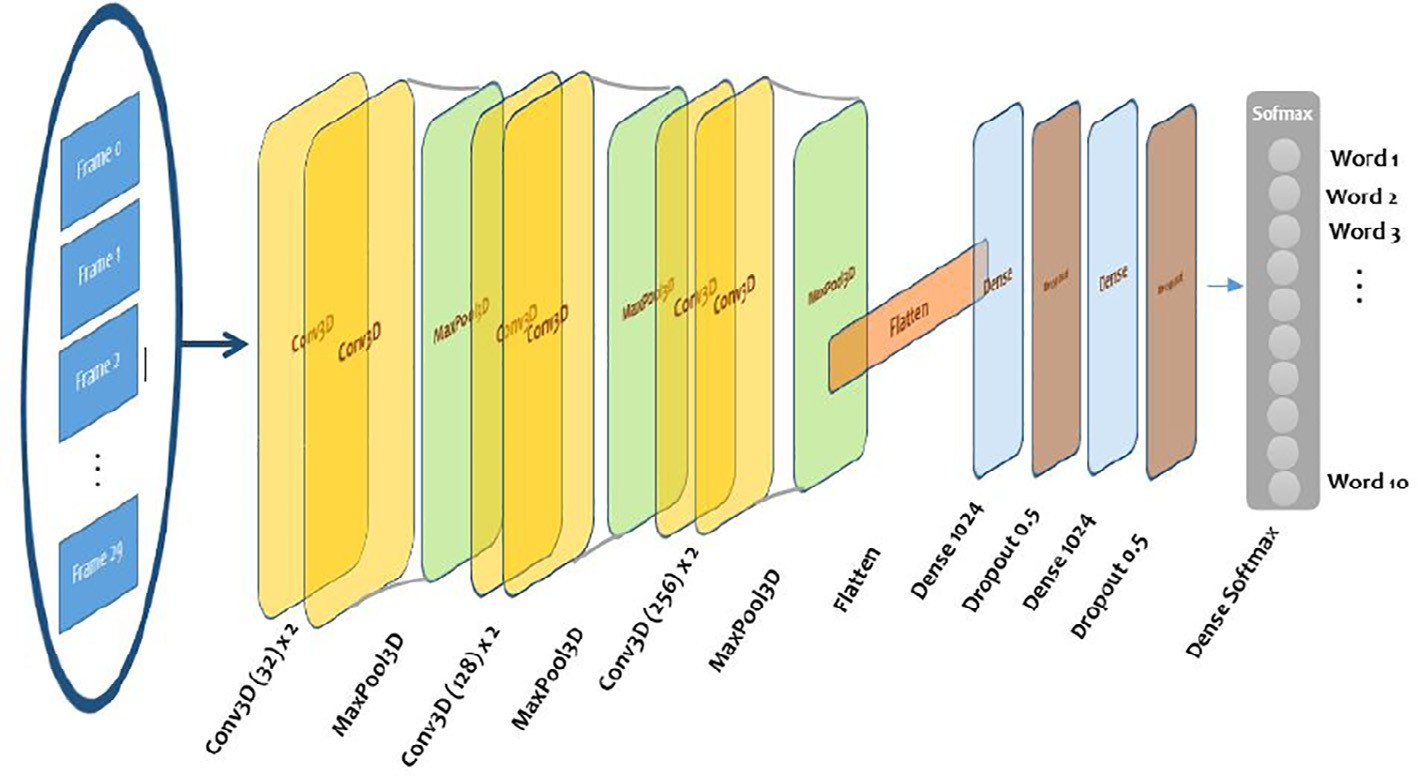 Frame 0
Frame 1
Frame 2
⋮
Frame 29
Conv3D
Conv3D
MaxPool3D
Conv3D
Conv3D
MaxPool3D
Conv3D
Conv3D
MaxPool3D
Flatten
Dense
Dropout
Dense
Dropout
Sofmax
Word 1
Word 2
Word 3
⋮
Word 10
Conv3D (32) x 2
MaxPool3D
Conv3D (128) x 2
MaxPool3D
Conv3D (256) x 2
MaxPool3D
Flatten
Dense 1024
Dropout 0.5
Dense 1024
Dropout 0.5
Dense Softmax